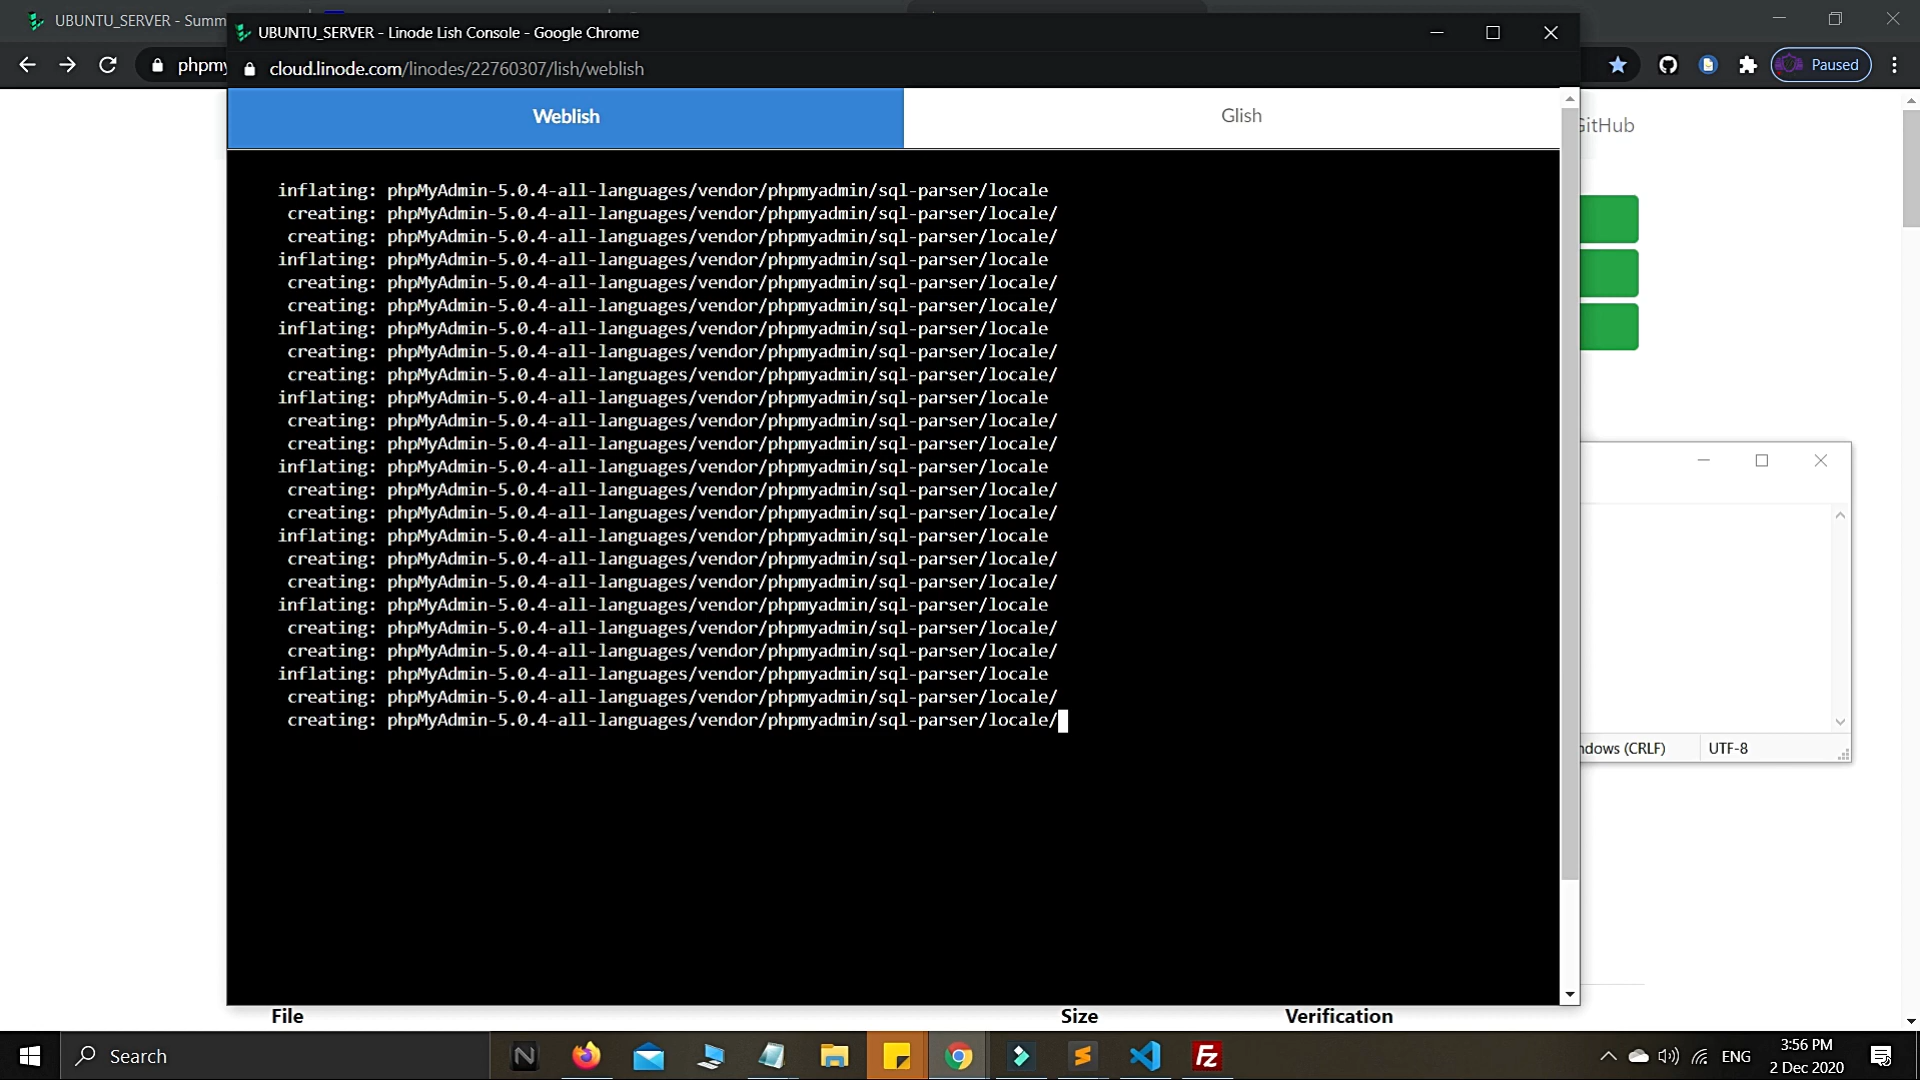 UBUNTU_SERVER - Summ
UBUNTU_SERVER - Linode Lish Console - Google Chrome
phpmy
cloud.linode.com/linodes/22760307/lish/weblish
Paused
Weblish
Glish
GitHub
inflating: phpMyAdmin-5.0.4-all-languages/vendor/phpmyadmin/sql-parser/locale
creating: phpMyAdmin-5.0.4-all-languages/vendor/phpmyadmin/sql-parser/locale/
creating: phpMyAdmin-5.0.4-all-languages/vendor/phpmyadmin/sql-parser/locale/
inflating: phpMyAdmin-5.0.4-all-languages/vendor/phpmyadmin/sql-parser/locale
creating: phpMyAdmin-5.0.4-all-languages/vendor/phpmyadmin/sql-parser/locale/
creating: phpMyAdmin-5.0.4-all-languages/vendor/phpmyadmin/sql-parser/locale/
inflating: phpMyAdmin-5.0.4-all-languages/vendor/phpmyadmin/sql-parser/locale
creating: phpMyAdmin-5.0.4-all-languages/vendor/phpmyadmin/sql-parser/locale/
creating: phpMyAdmin-5.0.4-all-languages/vendor/phpmyadmin/sql-parser/locale/
inflating: phpMyAdmin-5.0.4-all-languages/vendor/phpmyadmin/sql-parser/locale
creating: phpMyAdmin-5.0.4-all-languages/vendor/phpmyadmin/sql-parser/locale/
creating: phpMyAdmin-5.0.4-all-languages/vendor/phpmyadmin/sql-parser/locale/
inflating: phpMyAdmin-5.0.4-all-languages/vendor/phpmyadmin/sql-parser/locale
creating: phpMyAdmin-5.0.4-all-languages/vendor/phpmyadmin/sql-parser/locale/
creating: phpMyAdmin-5.0.4-all-languages/vendor/phpmyadmin/sql-parser/locale/
inflating: phpMyAdmin-5.0.4-all-languages/vendor/phpmyadmin/sql-parser/locale
creating: phpMyAdmin-5.0.4-all-languages/vendor/phpmyadmin/sql-parser/locale/
creating: phpMyAdmin-5.0.4-all-languages/vendor/phpmyadmin/sql-parser/locale/
inflating: phpMyAdmin-5.0.4-all-languages/vendor/phpmyadmin/sql-parser/locale
creating: phpMyAdmin-5.0.4-all-languages/vendor/phpmyadmin/sql-parser/locale/
creating: phpMyAdmin-5.0.4-all-languages/vendor/phpmyadmin/sql-parser/locale/
inflating: phpMyAdmin-5.0.4-all-languages/vendor/phpmyadmin/sql-parser/locale
creating: phpMyAdmin-5.0.4-all-languages/vendor/phpmyadmin/sql-parser/locale/
creating: phpMyAdmin-5.0.4-all-languages/vendor/phpmyadmin/sql-parser/locale/
ndows (CRLF)
UTF-8
File Size Verification
Search
ENG
3:56 PM
2 Dec 2020